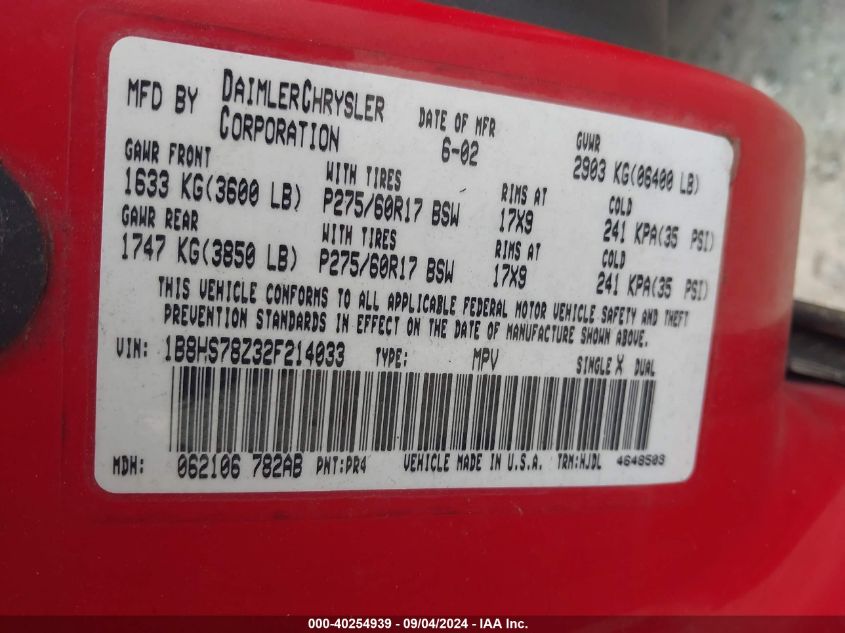 MFD BY DAIMLERCHRYSLER CORPORATION
DATE OF MFR 6-02
GVWR 2903 KG(06400 LB)
GAWR FRONT WITH TIRES RIMS AT COLD
1633 KG(3600 LB) P275/60R17 BSW 17X9 241 KPA(35 PSI)
GAWR REAR WITH TIRES RIMS AT COLD
1747 KG(3850 LB) P275/60R17 BSW 17X9 241 KPA(35 PSI)
THIS VEHICLE CONFORMS TO ALL APPLICABLE FEDERAL MOTOR VEHICLE SAFETY AND THEFT
PREVENTION STANDARDS IN EFFECT ON THE DATE OF MANUFACTURE SHOWN ABOVE.
VIN: 1B8HS78Z32F214033 TYPE: MPV SINGLE X DUAL
MDH: 062106 782AB PNT:PR4 VEHICLE MADE IN U.S.A. TRM:HJDL 4648503
000-40254939 - 09/04/2024 - IAA Inc.